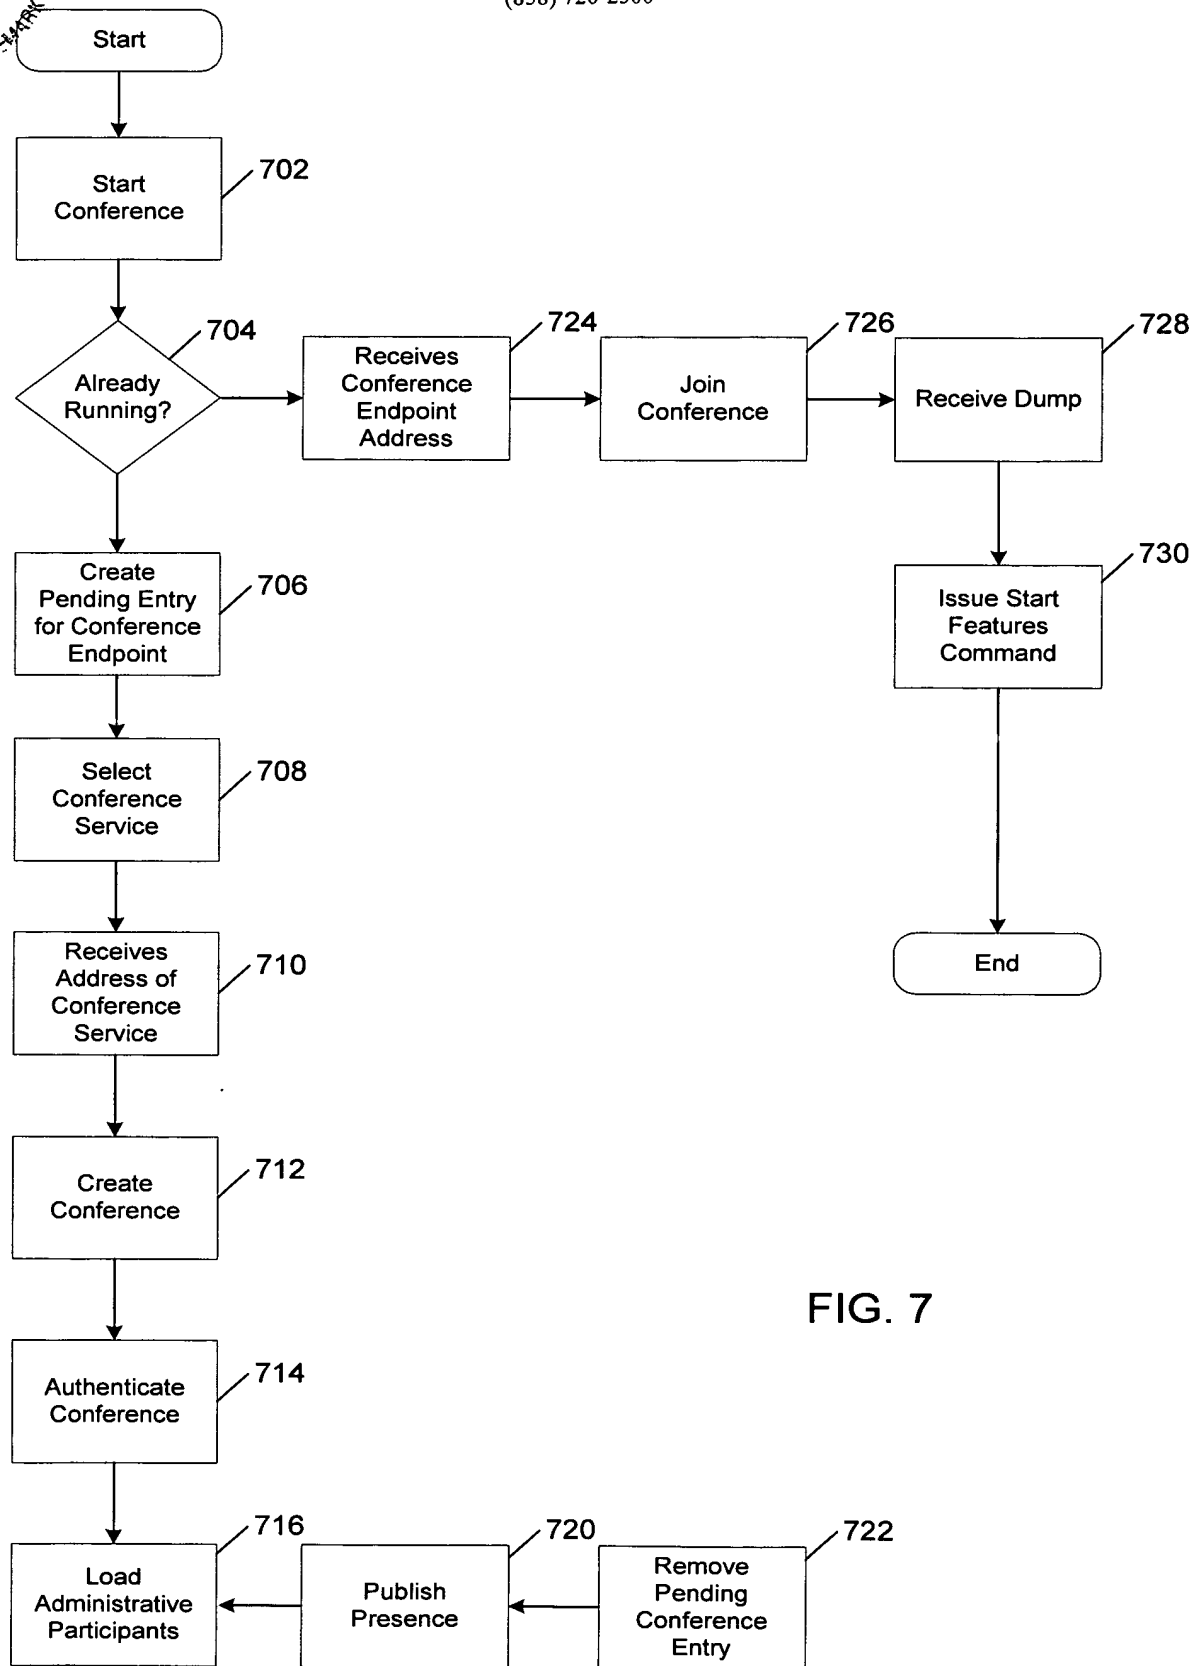 Start
Start
Conference
702
Already
Running?
704
Receives
Conference
Endpoint
Address
724
Join
Conference
726
Receive Dump
728
Create
Pending Entry
for Conference
Endpoint
706
Issue Start
Features
Command
730
Select
Conference
Service
708
Receives
Address of
Conference
Service
710
End
Create
Conference
712
FIG. 7
Authenticate
Conference
714
Load
Administrative
Participants
716
Publish
Presence
720
Remove
Pending
Conference
Entry
722